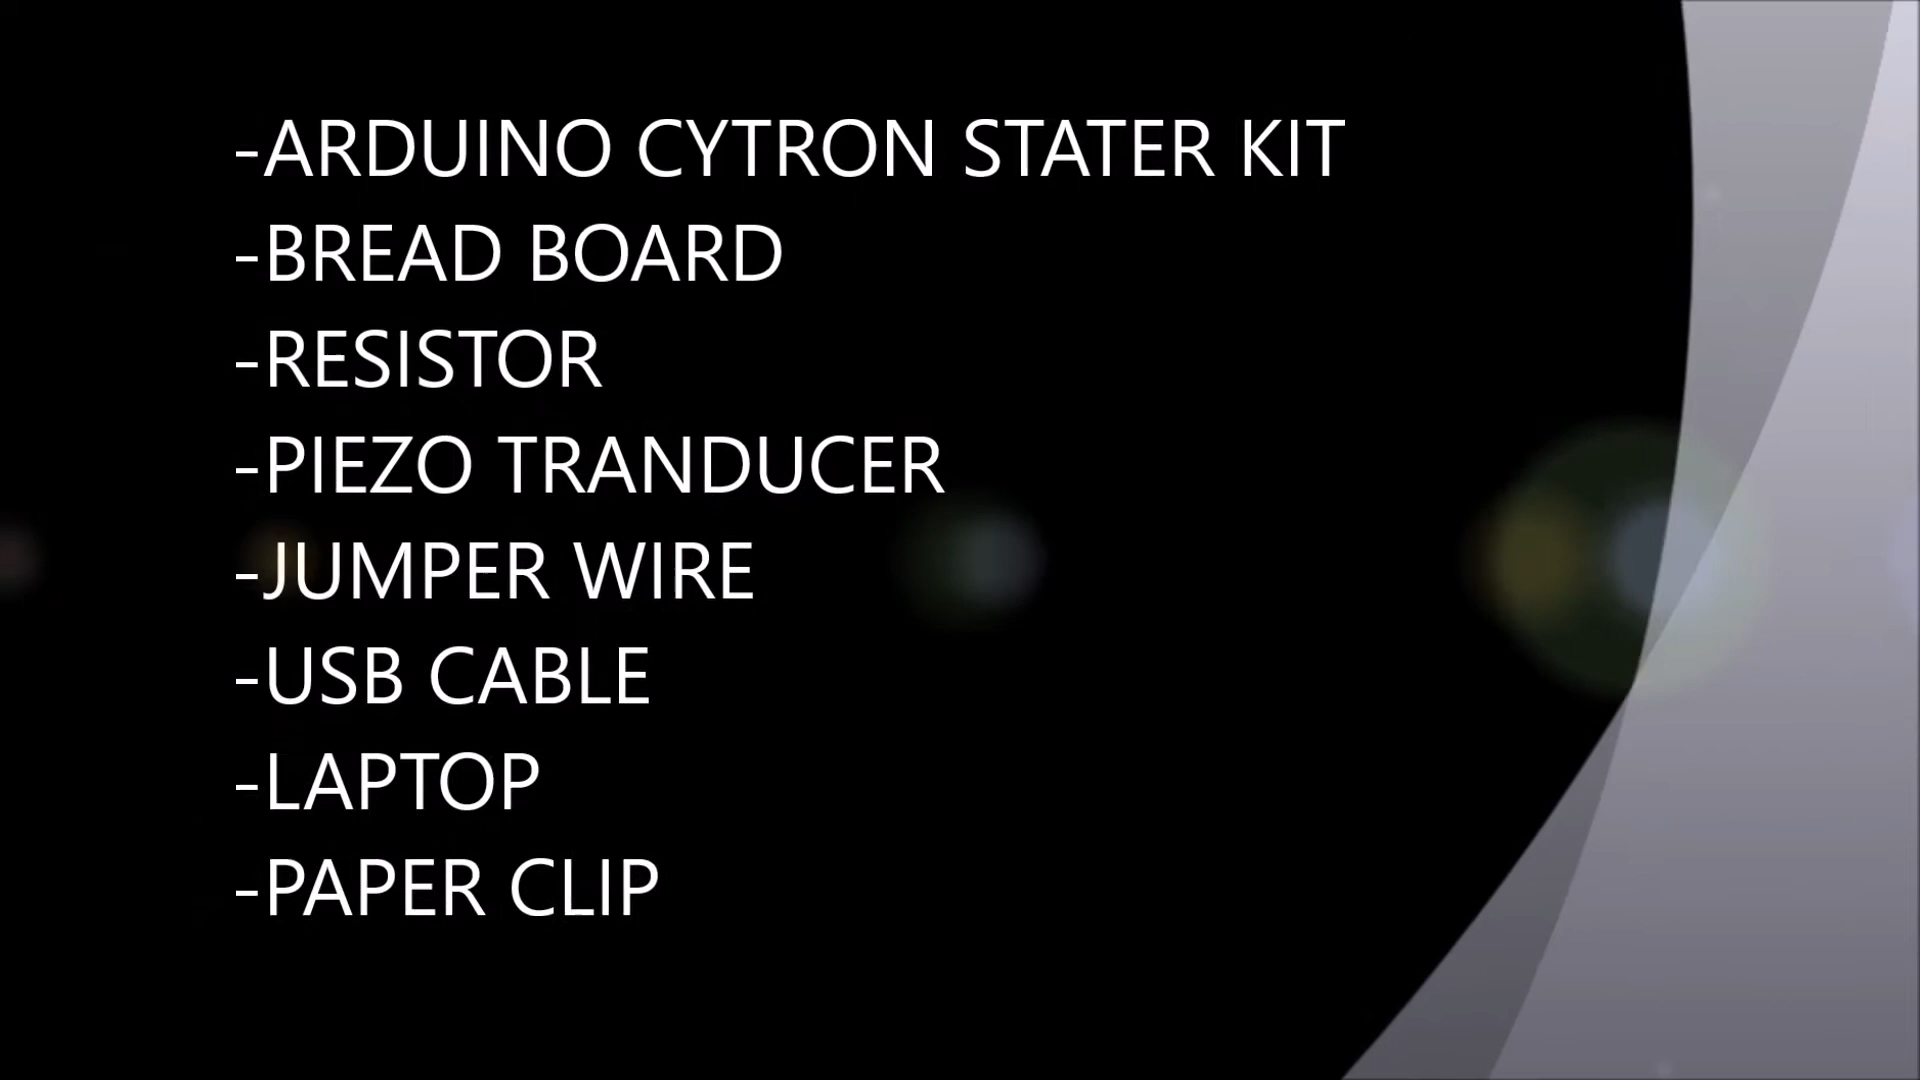 -ARDUINO CYTRON STATER KIT
-BREAD BOARD
-RESISTOR
-PIEZO TRANDUCER
-JUMPER WIRE
-USB CABLE
-LAPTOP
-PAPER CLIP